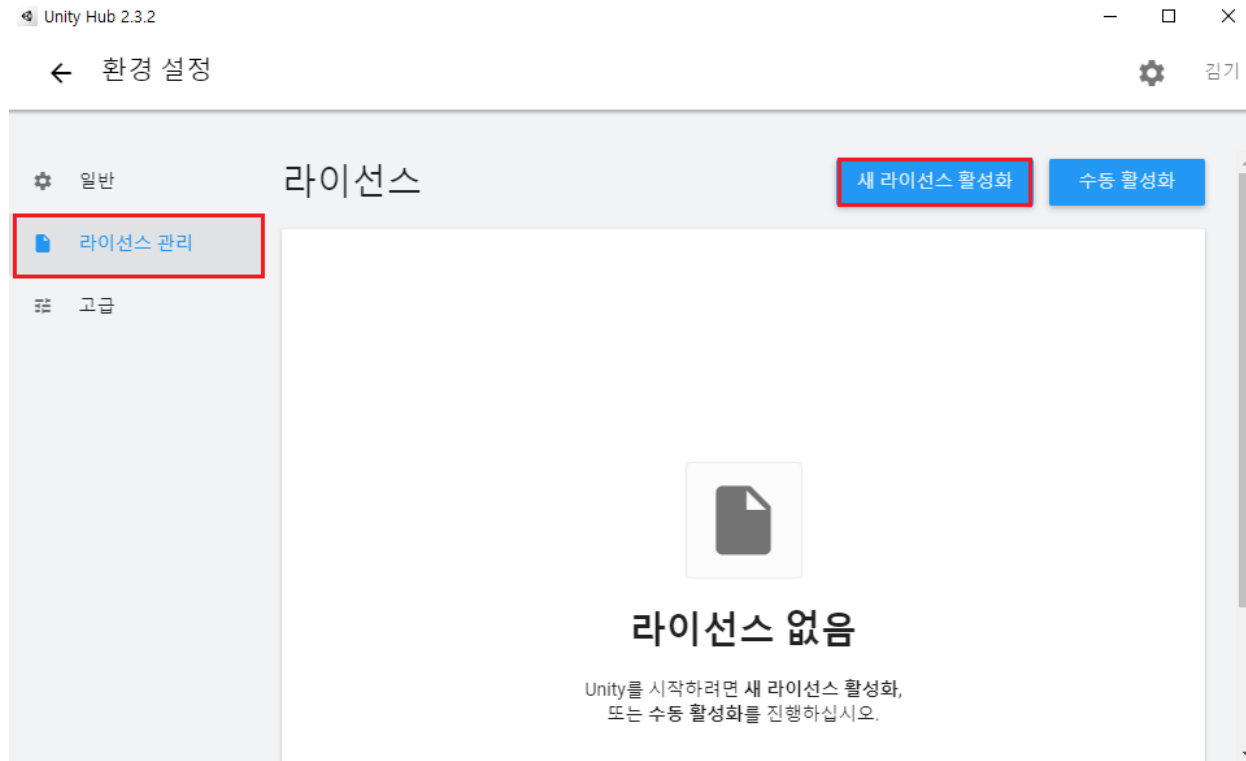 Unity Hub 2.3.2
환경 설정
김기
일반
라이선스
새 라이선스 활성화
수동 활성화
라이선스 관리
고급
라이선스 없음
Unity를 시작하려면 새 라이선스 활성화,
또는 수동 활성화를 진행하십시오.